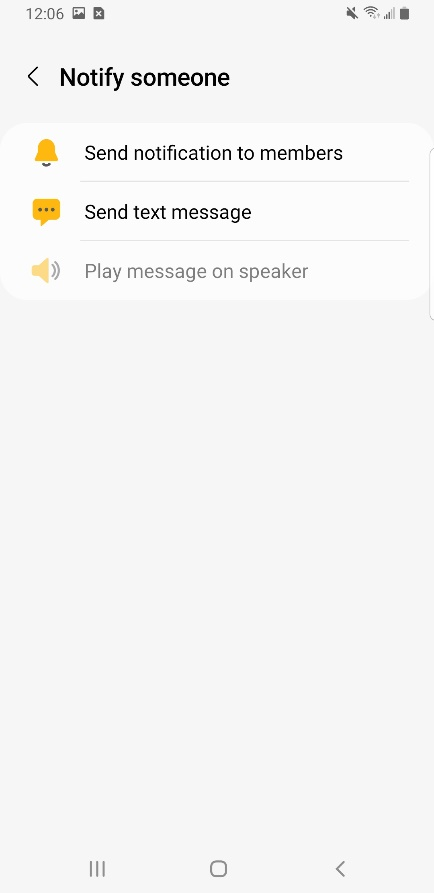 12:06
Notify someone
Send notification to members
Send text message
Play message on speaker